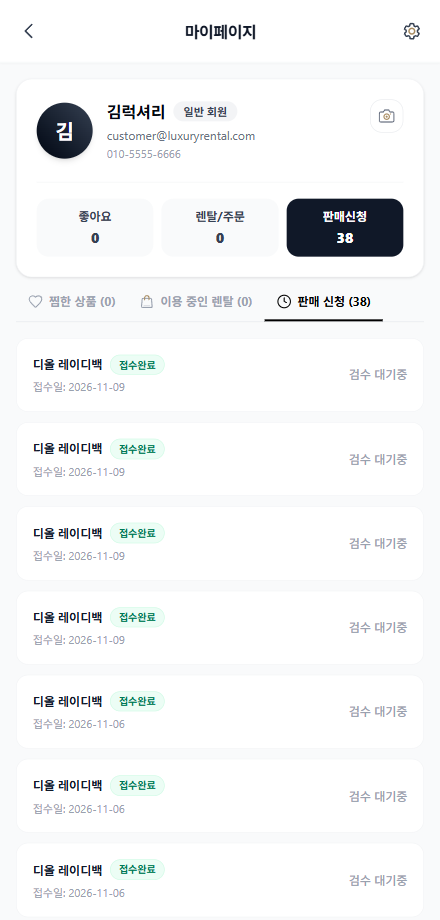 마이페이지
김
김럭셔리 일반 회원
customer@luxuryrental.com
010-5555-6666
좋아요
0
렌탈/주문
0
판매신청
38
찜한 상품 (0)
이용 중인 렌탈 (0)
판매 신청 (38)
디올 레이디백 접수완료
접수일: 2026-11-09
검수 대기중
디올 레이디백 접수완료
접수일: 2026-11-09
검수 대기중
디올 레이디백 접수완료
접수일: 2026-11-09
검수 대기중
디올 레이디백 접수완료
접수일: 2026-11-09
검수 대기중
디올 레이디백 접수완료
접수일: 2026-11-06
검수 대기중
디올 레이디백 접수완료
접수일: 2026-11-06
검수 대기중
디올 레이디백 접수완료
접수일: 2026-11-06
검수 대기중